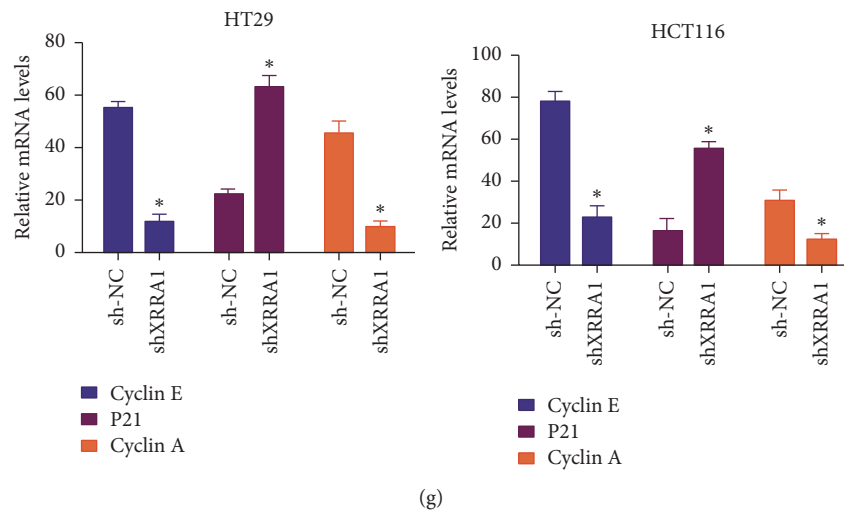 HT29
Relative mRNA levels
80
60
40
20
0
*
*
*
sh-NC
shXRRA1
sh-NC
shXRRA1
sh-NC
shXRRA1
Cyclin E
P21
Cyclin A
HCT116
Relative mRNA levels
100
80
60
40
20
0
*
*
*
sh-NC
shXRRA1
sh-NC
shXRRA1
sh-NC
shXRRA1
Cyclin E
P21
Cyclin A
(g)